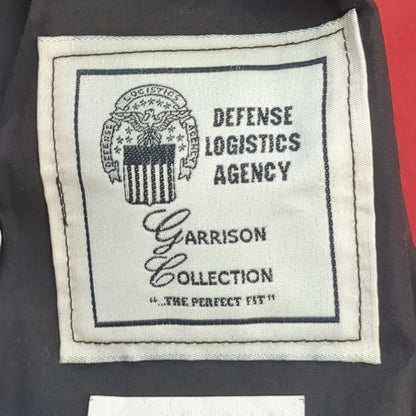 DEFENSE LOGISTICS AGENCY
DEFENSE
LOGISTICS
AGENCY
GARRISON
COLLECTION
"...THE PERFECT FIT"